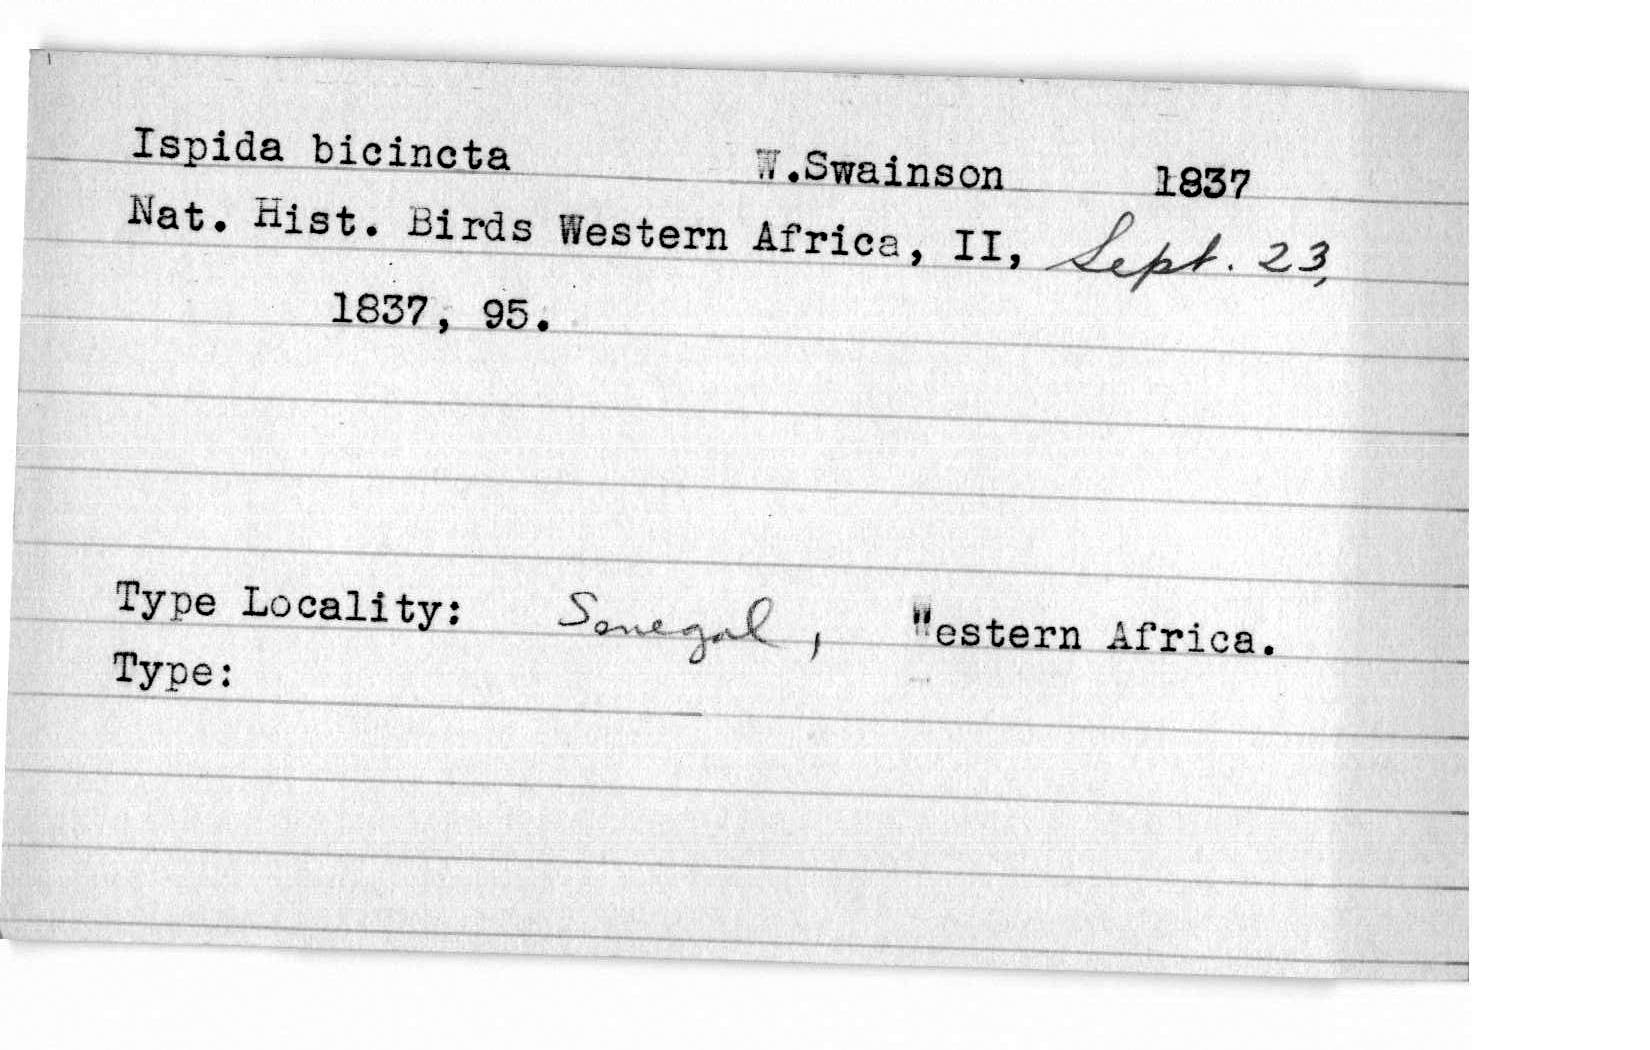 Ispida bicincta W.Swainson 1837
Nat. Hist. Birds Western Africa, II, Sept. 23,
1837, 95.
Type Locality: Senegal, Western Africa.
Type: